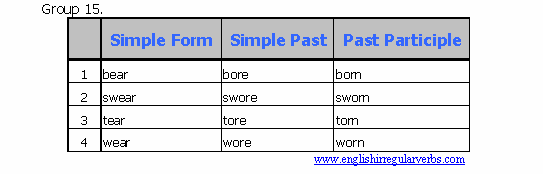 Group 15.
Simple Form Simple Past Past Participle
1 bear bore born
2 swear swore sworn
3 tear tore torn
4 wear wore worn
www.englishirregularverbs.com